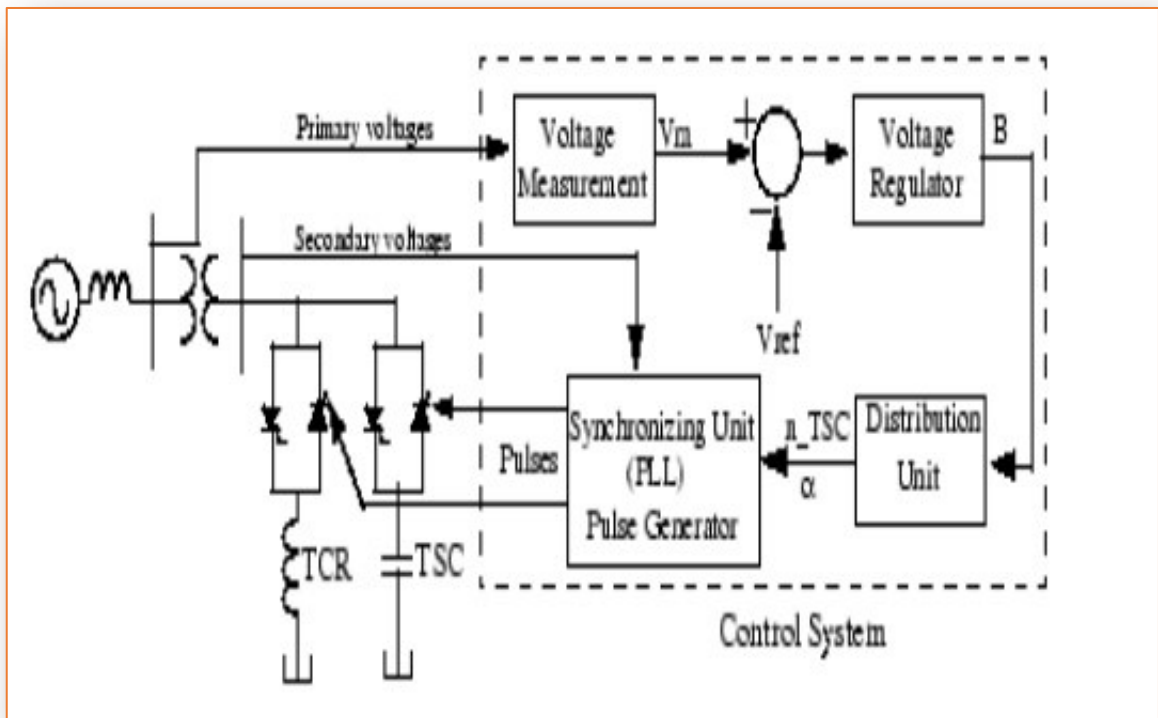 Primary voltages
Voltage
Measurement
Vm
+
−
Voltage
Regulator
B
Secondary voltages
Vref
Synchronizing Unit
(PLL)
Pulse Generator
Pulses
n_TSC
α
Distribution
Unit
TCR
TSC
Control System